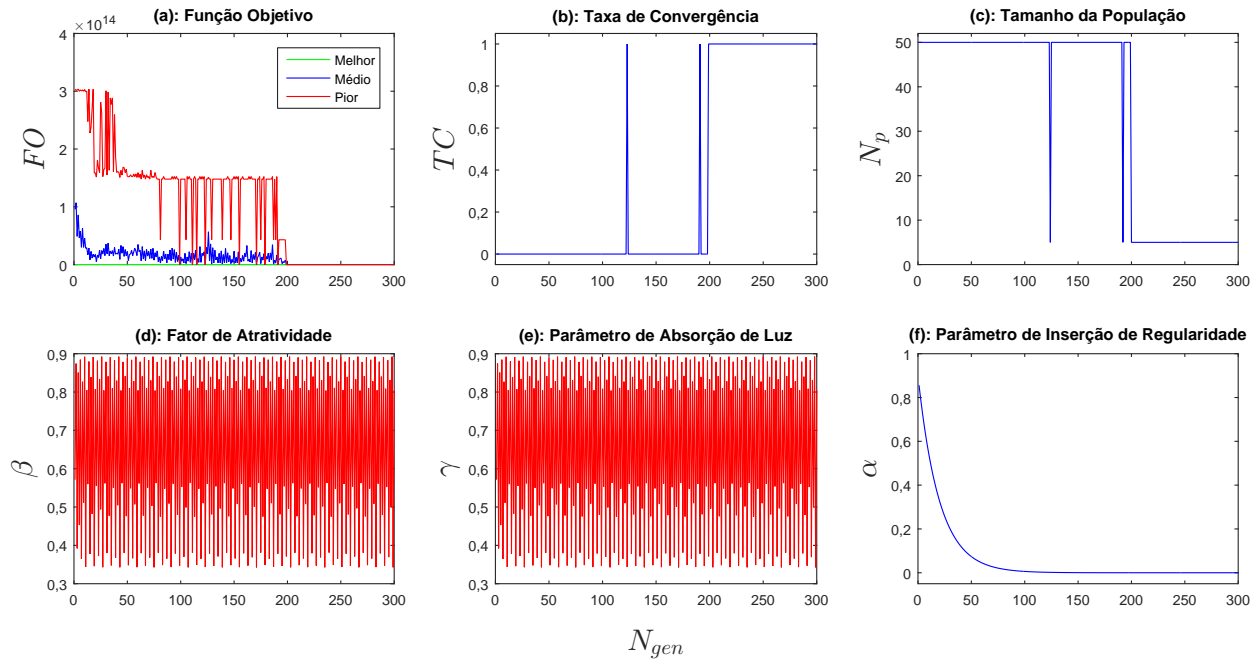 (a): Função Objetivo
×10^14
4
3
2
1
0
FO
0 50 100 150 200 250 300
Melhor
Médio
Pior
(b): Taxa de Convergência
1
0,8
0,6
0,4
0,2
0
TC
0 50 100 150 200 250 300
(c): Tamanho da População
50
40
30
20
10
0
N_p
0 50 100 150 200 250 300
(d): Fator de Atratividade
0,9
0,8
0,7
0,6
0,5
0,4
0,3
β
0 50 100 150 200 250 300
(e): Parâmetro de Absorção de Luz
0,9
0,8
0,7
0,6
0,5
0,4
0,3
γ
0 50 100 150 200 250 300
(f): Parâmetro de Inserção de Regularidade
1
0,8
0,6
0,4
0,2
0
α
0 50 100 150 200 250 300
N_gen